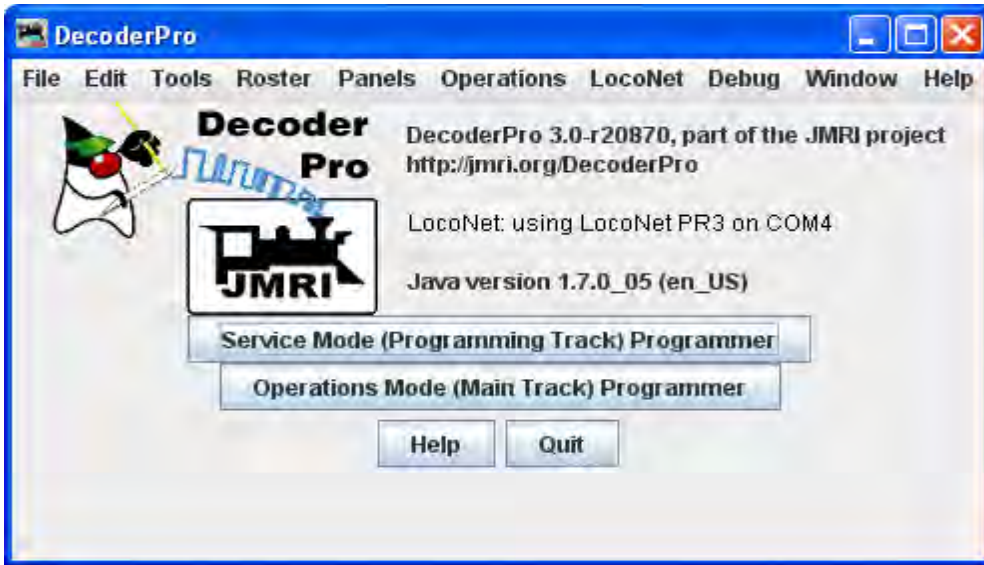 DecoderPro
File Edit Tools Roster Panels Operations LocoNet Debug Window Help
Decoder
Pro
JMRI
DecoderPro 3.0-r20870, part of the JMRI project
http://jmri.org/DecoderPro
LocoNet: using LocoNet PR3 on COM4
Java version 1.7.0_05 (en_US)
Service Mode (Programming Track) Programmer
Operations Mode (Main Track) Programmer
Help Quit